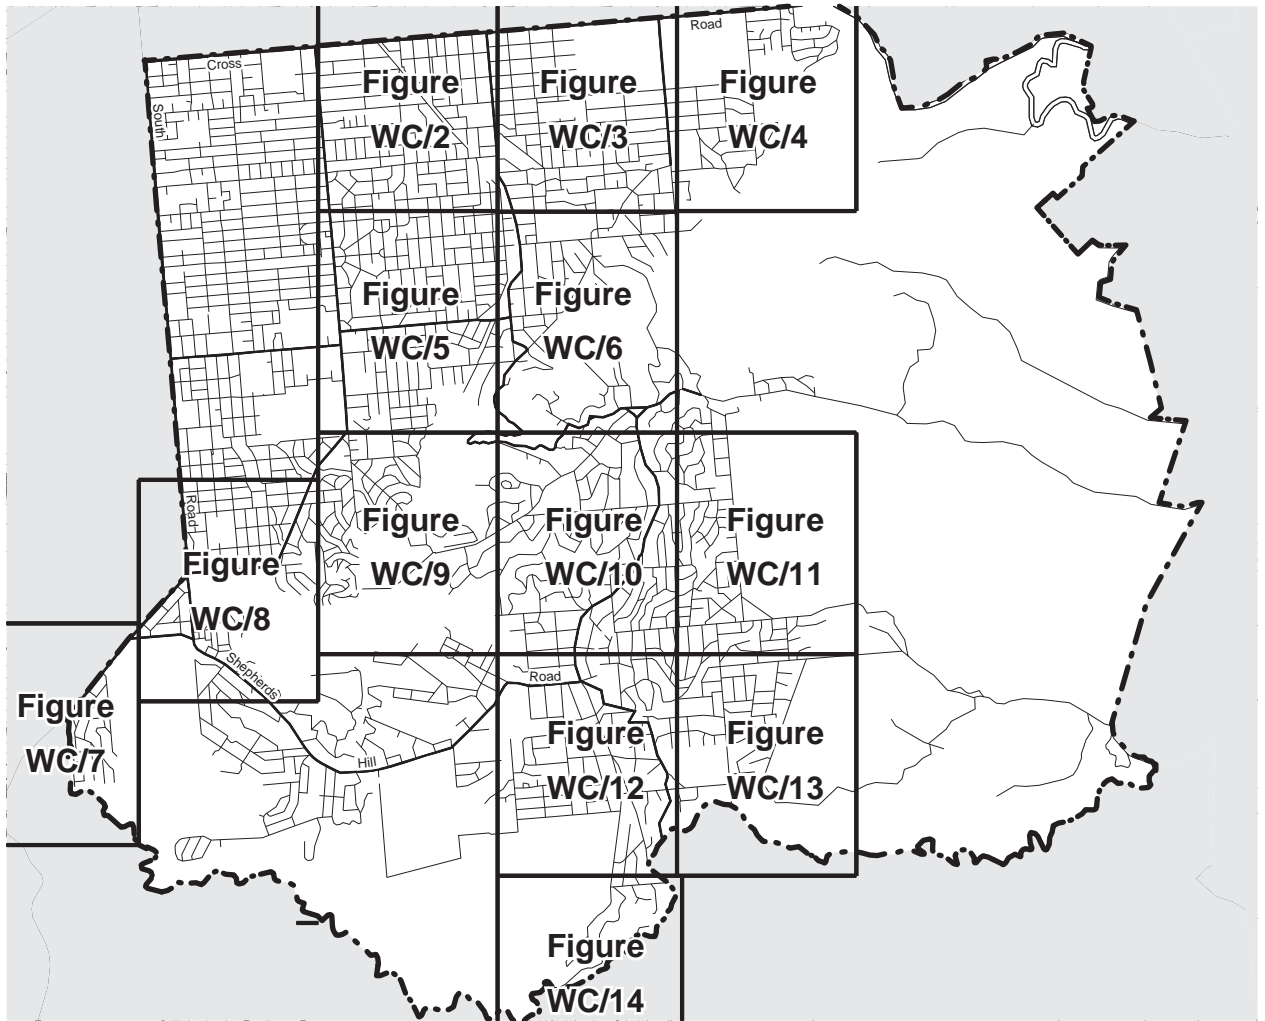 Road
Cross
South
Figure
WC/2
Figure
WC/3
Figure
WC/4
Figure
WC/5
Figure
WC/6
Road
Figure
WC/8
Figure
WC/9
Figure
WC/10
Figure
WC/11
Shepherds
Road
Hill
Figure
WC/7
Figure
WC/12
Figure
WC/13
Figure
WC/14